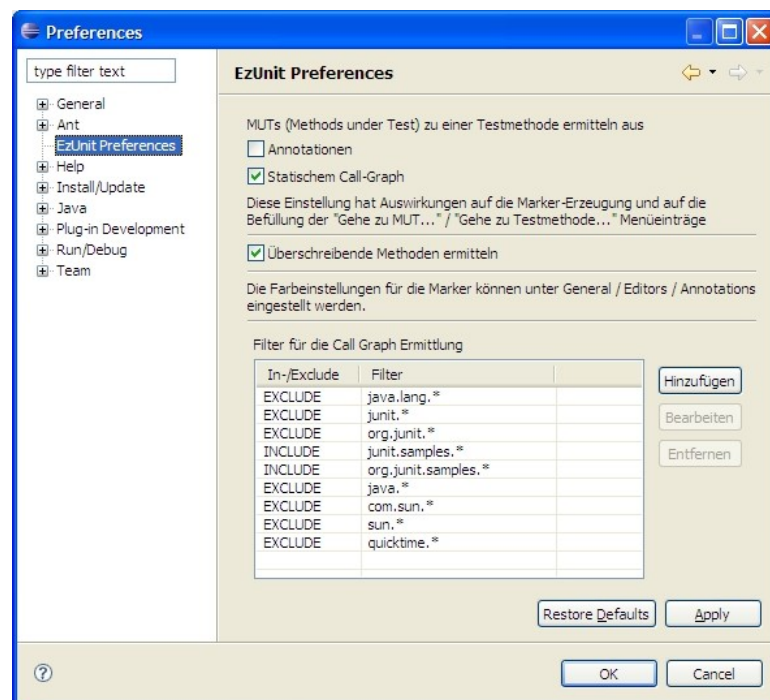 Preferences
type filter text
General
Ant
EzUnit Preferences
Help
Install/Update
Java
Plug-in Development
Run/Debug
Team
EzUnit Preferences
MUTs (Methods under Test) zu einer Testmethode ermitteln aus
Annotationen
Statischem Call-Graph
Diese Einstellung hat Auswirkungen auf die Marker-Erzeugung und auf die
Befüllung der "Gehe zu MUT..." / "Gehe zu Testmethode..." Menüeinträge
Überschreibende Methoden ermitteln
Die Farbeinstellungen für die Marker können unter General / Editors / Annotations
eingestellt werden.
Filter für die Call Graph Ermittlung
In-/Exclude Filter
EXCLUDE java.lang.*
EXCLUDE junit.*
EXCLUDE org.junit.*
INCLUDE junit.samples.*
INCLUDE org.junit.samples.*
EXCLUDE java.*
EXCLUDE com.sun.*
EXCLUDE sun.*
EXCLUDE quicktime.*
Hinzufügen
Bearbeiten
Entfernen
Restore Defaults Apply
? OK Cancel